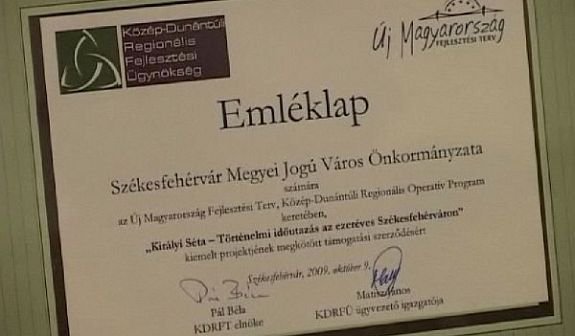 Közép-Dunántúli
Regionális
Fejlesztési
Ügynökség
Új Magyarország
FEJLESZTÉSI TERV
Emléklap
Székesfehérvár Megyei Jogú Város Önkormányzata
számára
az Új Magyarország Fejlesztési Terv, Közép-Dunántúli Regionális Operatív Program
keretében,
„Királyi Séta – Történelmi időutazás az ezeréves Székesfehérváron"
kiemelt projektjének megkötött támogatási szerződésért
Székesfehérvár, 2009. október 9.
Pál Béla
KDRFT elnöke
János
KDRFÜ ügyvezető igazgatója